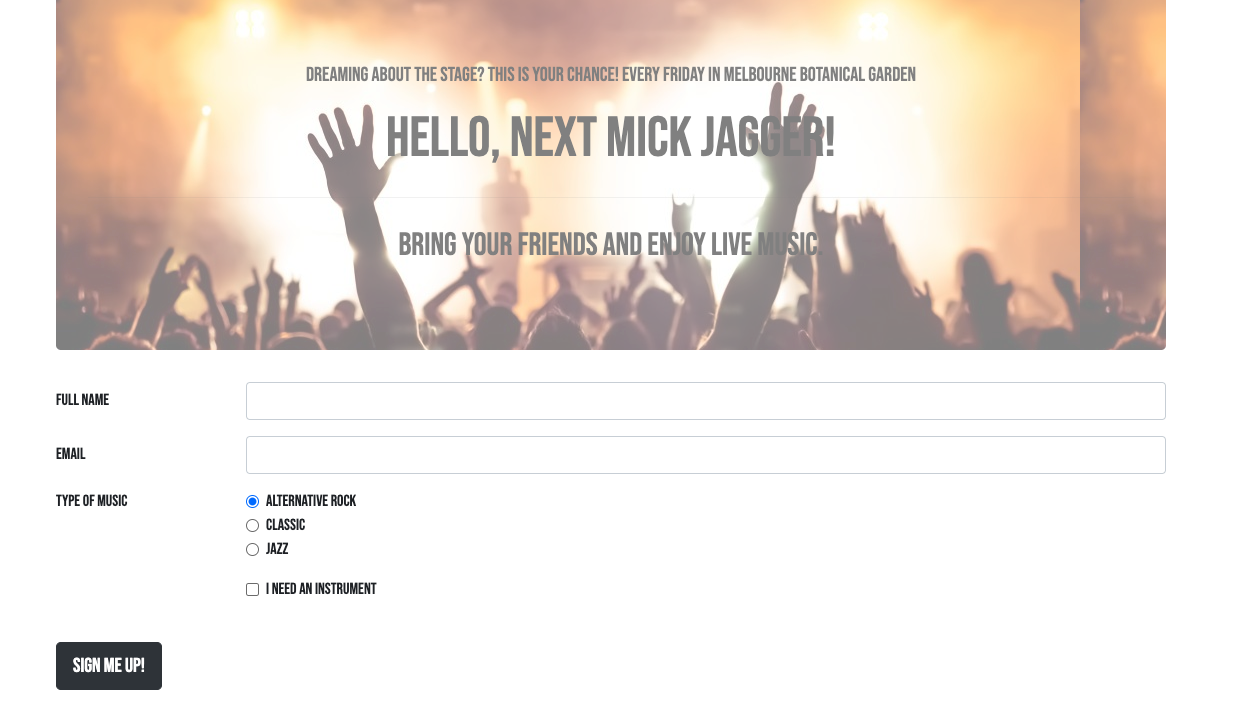 DREAMING ABOUT THE STAGE? THIS IS YOUR CHANCE! EVERY FRIDAY IN MELBOURNE BOTANICAL GARDEN
HELLO, NEXT MICK JAGGER!
BRING YOUR FRIENDS AND ENJOY LIVE MUSIC.
FULL NAME
EMAIL
TYPE OF MUSIC
ALTERNATIVE ROCK
CLASSIC
JAZZ
I NEED AN INSTRUMENT
SIGN ME UP!